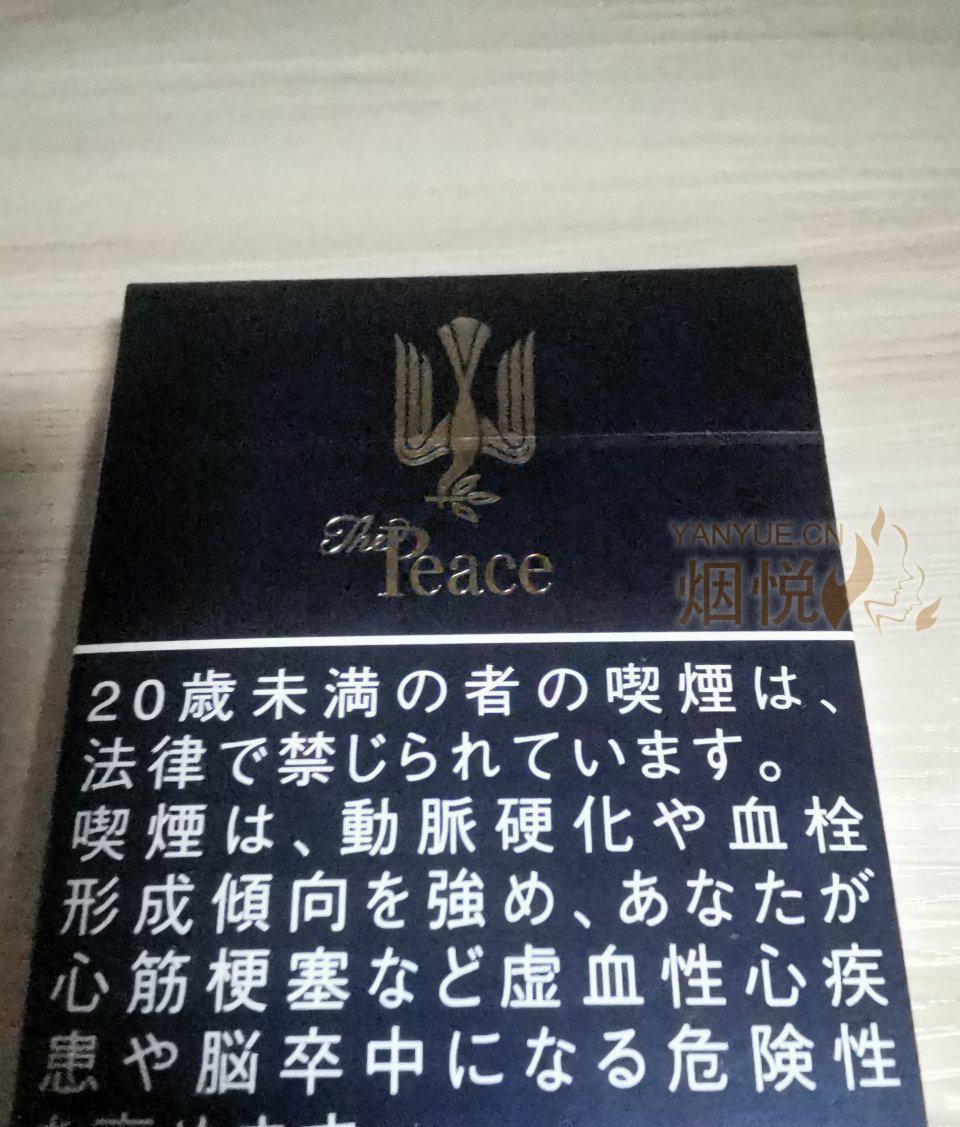 The Peace
YANYUE.CN
烟悦
20歳未満の者の喫煙は、
法律で禁じられています。
喫煙は、動脈硬化や血栓
形成傾向を強め、あなたが
心筋梗塞など虚血性心疾
患や脳卒中になる危険性